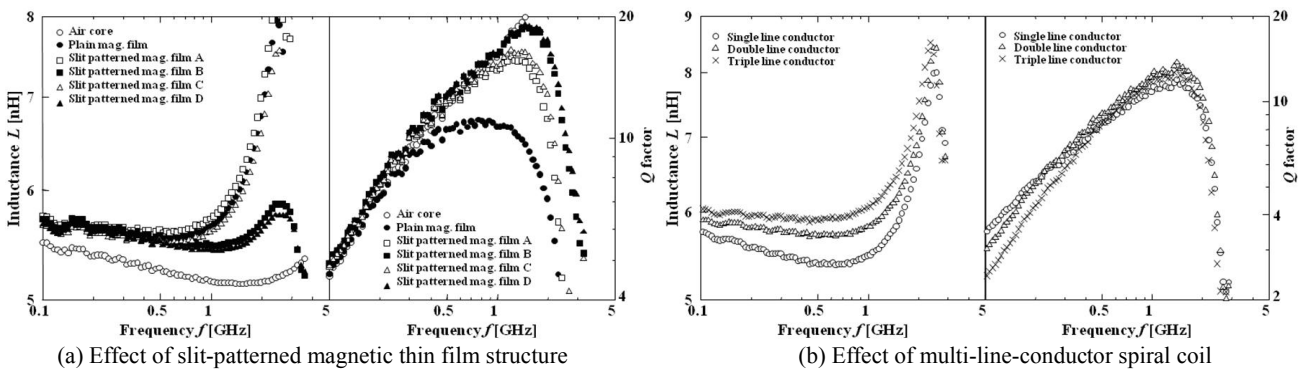 8
7
6
5
Inductance L [nH]
Air core
Plain mag. film
Slit patterned mag. film A
Slit patterned mag. film B
Slit patterned mag. film C
Slit patterned mag. film D
0.1
0.5
1
5
Frequency f [GHz]
20
10
4
Q factor
Air core
Plain mag. film
Slit patterned mag. film A
Slit patterned mag. film B
Slit patterned mag. film C
Slit patterned mag. film D
0.5
1
5
Frequency f [GHz]
(a) Effect of slit-patterned magnetic thin film structure
9
8
7
6
5
Inductance L [nH]
Single line conductor
Double line conductor
Triple line conductor
0.1
0.5
1
5
Frequency f [GHz]
Single line conductor
Double line conductor
Triple line conductor
20
10
4
2
Q factor
0.5
1
5
Frequency f [GHz]
(b) Effect of multi-line-conductor spiral coil